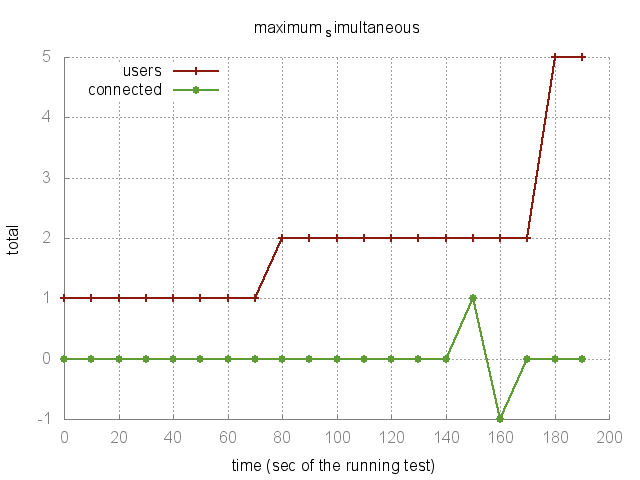 maximum simultaneous
5
users
connected
4
3
2
total
1
0
-1
0 20 40 60 80 100 120 140 160 180 200
time (sec of the running test)